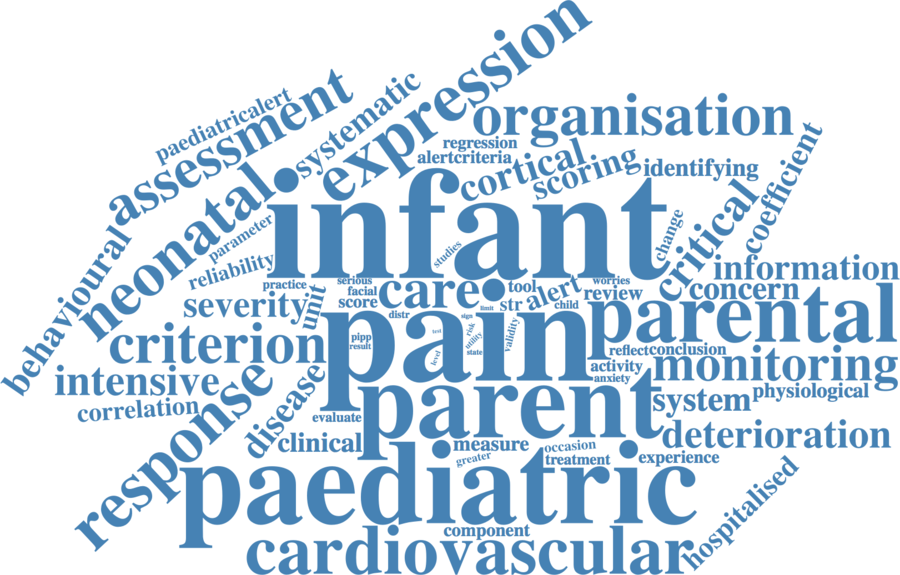 expression
paediatricalert
assessment
systematic
organisation
regression
alertcriteria
cortical
scoring
identifying
coefficient
neonatal
infant
parameter
studies
change
critical
behavioural
reliability
practice
serious
facial
score
care
tool
str
alert
child
worries
review
information
concern
severity
unit
distr
limit
sign
pain
parental
criterion
pipp
result
text
level
risk
utility
state
validity
reflectconclusion
activity
anxiety
monitoring
intensive
correlation
response
disease
evaluate
parent
system
physiological
clinical
measure
greater
occasion
treatment
experience
deterioration
paediatric
hospitalised
component
cardiovascular